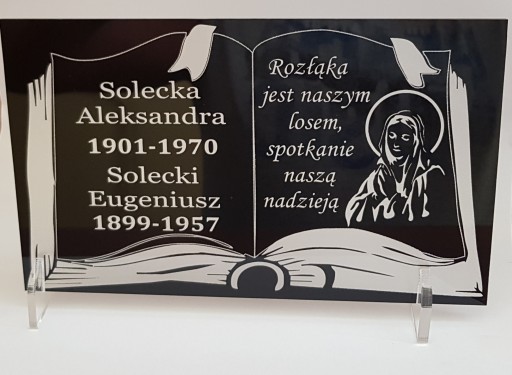 Solecka
Aleksandra
1901-1970
Solecki
Eugeniusz
1899-1957
Rozłąka
jest naszym
losem,
spotkanie
naszą
nadzieją